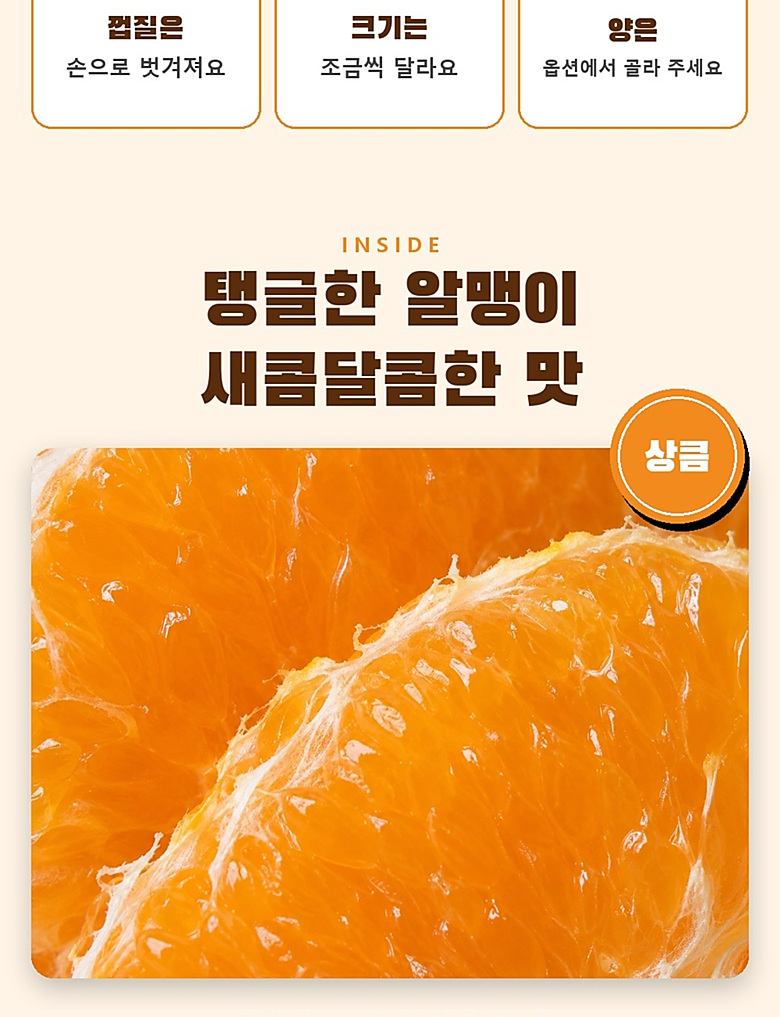 껍질은
손으로 벗겨져요
크기는
조금씩 달라요
양은
옵션에서 골라 주세요
INSIDE
탱글한 알맹이
새콤달콤한 맛
상큼